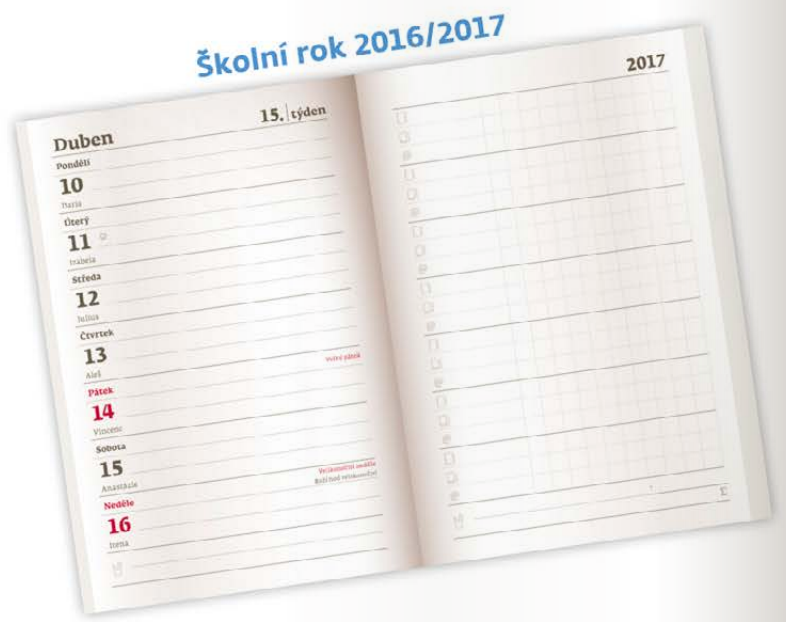 Školní rok 2016/2017
Duben
15. týden
Pondělí
10
Darja
Úterý
11
Izabela
Středa
12
Julius
Čtvrtek
13
Aleš
Velký pátek
Pátek
14
Vincenc
Sobota
15
Anastázie
Velikonoční neděle
Boží hod velikonoční
Neděle
16
Irena
2017
Σ